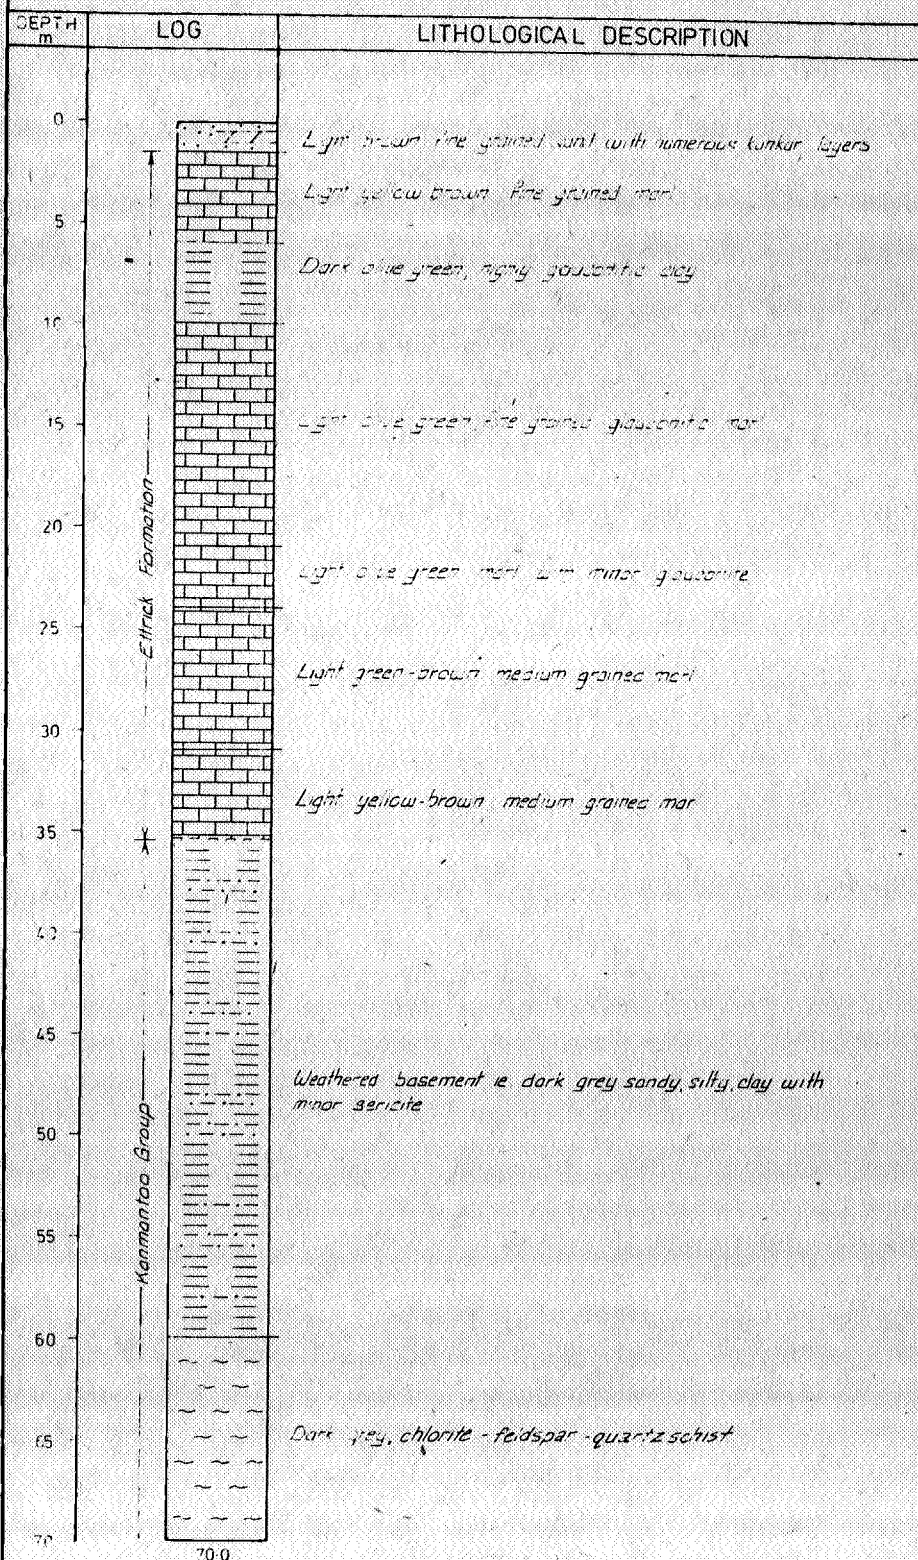 DEPTH
m
LOG
LITHOLOGICAL DESCRIPTION
0
Light brown fine grained sand with numerous kunkar layers
Light yellow brown fine grained marl
5
Dark blue green, highly glauconitic clay
10
15
Light blue green, fine grained glauconitic marl
20
Light blue green marl with minor glauconite
25
Ettrick Formation
Light green-brown medium grained marl
30
Light yellow-brown medium grained marl
35
40
45
Weathered basement ie dark grey sandy, silty, clay with
minor sericite
50
Kanmantoo Group
55
60
65
Dark grey, chlorite - feldspar - quartz schist
70
70·0